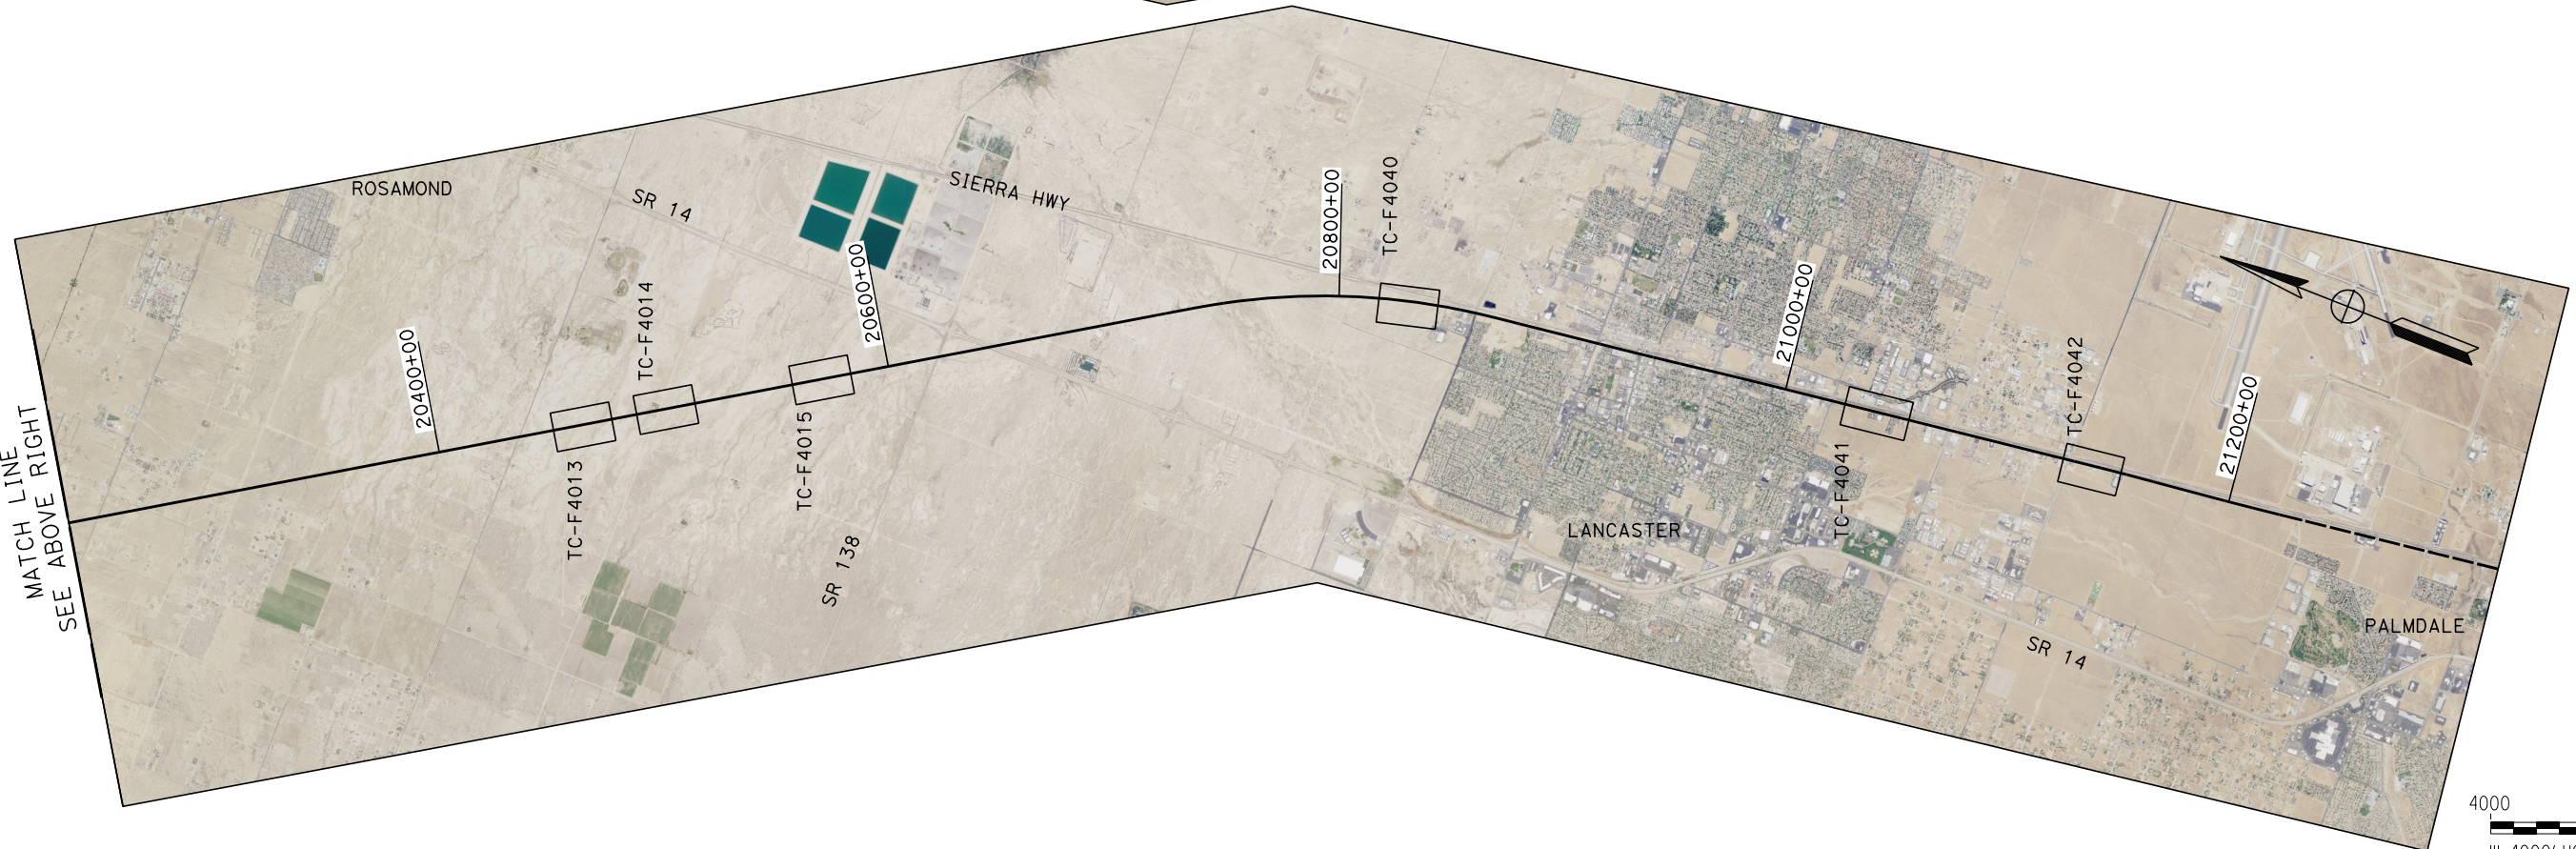 ROSAMOND
SR 14
SIERRA HWY
20400+00
TC-F4014
20600+00
20800+00
TC-F4040
21000+00
TC-F4042
21200+00
MATCH LINE
SEE ABOVE RIGHT
TC-F4013
TC-F4015
SR 138
TC-F4041
LANCASTER
SR 14
PALMDALE
4000